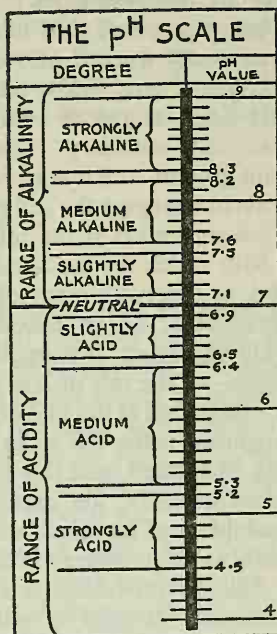 THE pH SCALE
DEGREE
pH
VALUE
RANGE OF ALKALINITY
9
STRONGLY
ALKALINE
8.3
8.2
8
MEDIUM
ALKALINE
7.6
7.5
SLIGHTLY
ALKALINE
7.1
NEUTRAL
7
6.9
RANGE OF ACIDITY
SLIGHTLY
ACID
6.5
6.4
6
MEDIUM
ACID
5.3
5.2
5
STRONGLY
ACID
4.5
4